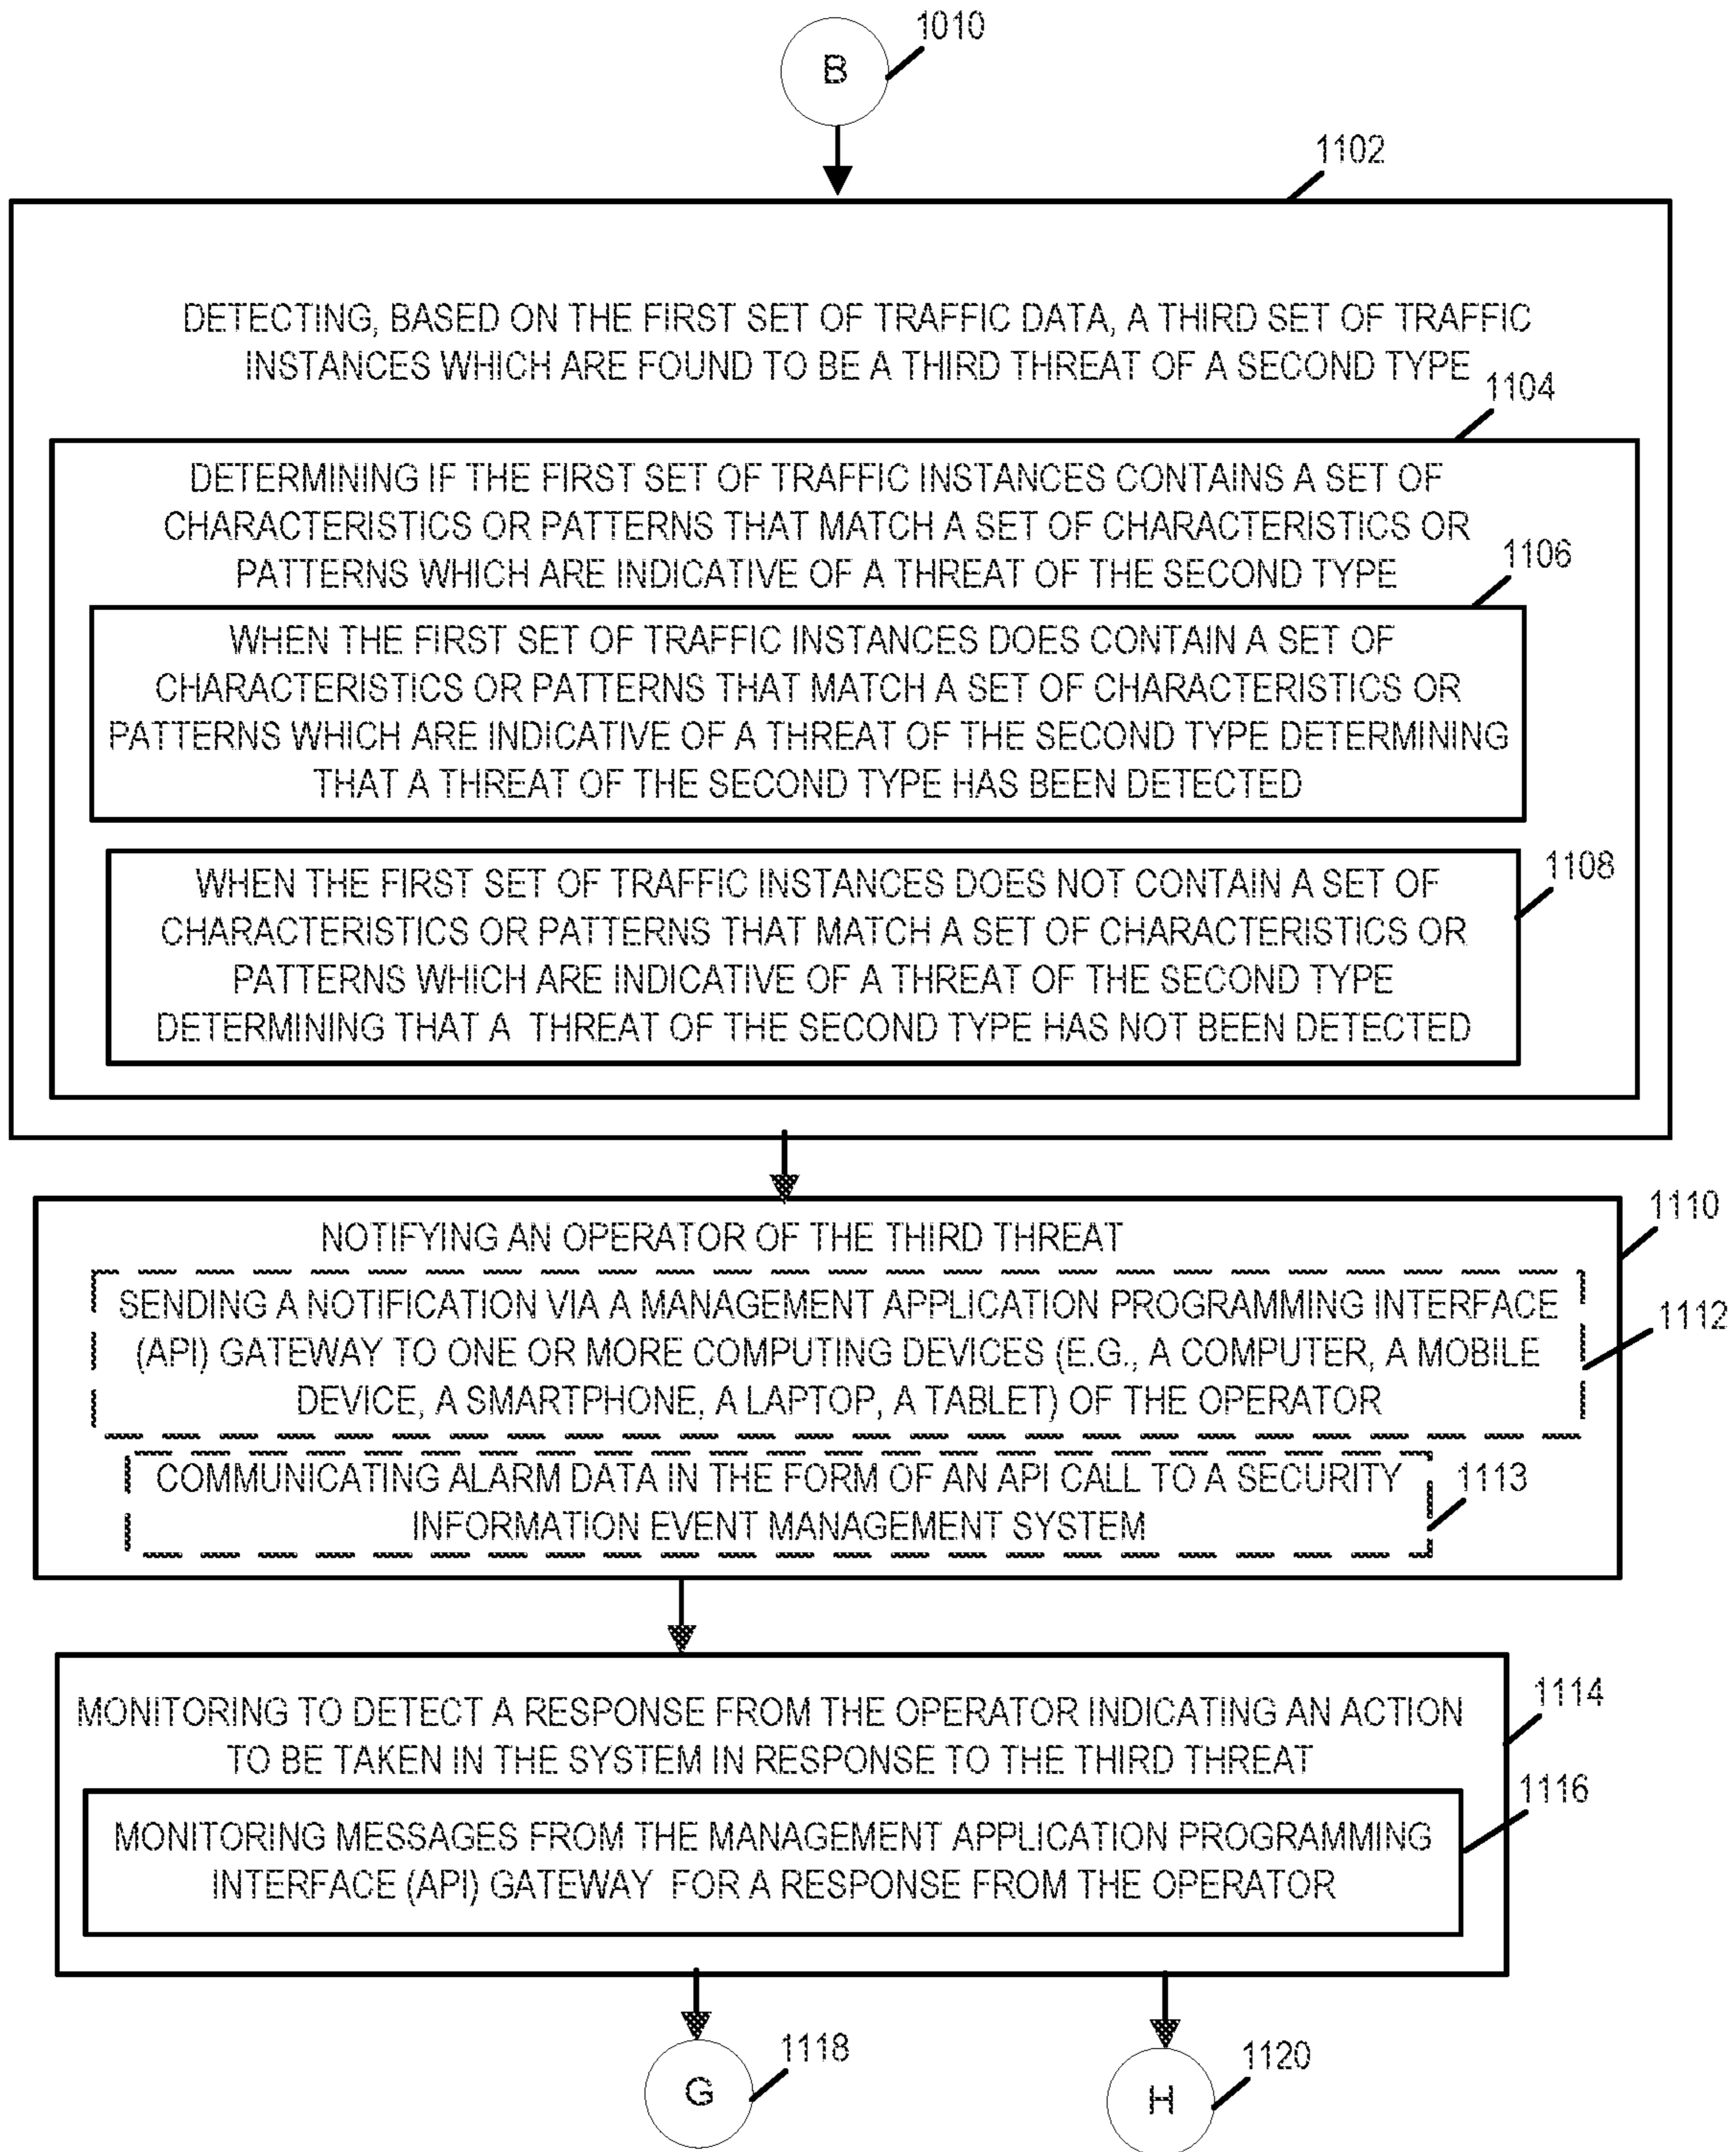 1010
B
1102
DETECTING, BASED ON THE FIRST SET OF TRAFFIC DATA, A THIRD SET OF TRAFFIC
INSTANCES WHICH ARE FOUND TO BE A THIRD THREAT OF A SECOND TYPE
1104
DETERMINING IF THE FIRST SET OF TRAFFIC INSTANCES CONTAINS A SET OF
CHARACTERISTICS OR PATTERNS THAT MATCH A SET OF CHARACTERISTICS OR
PATTERNS WHICH ARE INDICATIVE OF A THREAT OF THE SECOND TYPE
1106
WHEN THE FIRST SET OF TRAFFIC INSTANCES DOES CONTAIN A SET OF
CHARACTERISTICS OR PATTERNS THAT MATCH A SET OF CHARACTERISTICS OR
PATTERNS WHICH ARE INDICATIVE OF A THREAT OF THE SECOND TYPE DETERMINING
THAT A THREAT OF THE SECOND TYPE HAS BEEN DETECTED
1108
WHEN THE FIRST SET OF TRAFFIC INSTANCES DOES NOT CONTAIN A SET OF
CHARACTERISTICS OR PATTERNS THAT MATCH A SET OF CHARACTERISTICS OR
PATTERNS WHICH ARE INDICATIVE OF A THREAT OF THE SECOND TYPE
DETERMINING THAT A THREAT OF THE SECOND TYPE HAS NOT BEEN DETECTED
1110
NOTIFYING AN OPERATOR OF THE THIRD THREAT
1112
SENDING A NOTIFICATION VIA A MANAGEMENT APPLICATION PROGRAMMING INTERFACE
(API) GATEWAY TO ONE OR MORE COMPUTING DEVICES (E.G., A COMPUTER, A MOBILE
DEVICE, A SMARTPHONE, A LAPTOP, A TABLET) OF THE OPERATOR
1113
COMMUNICATING ALARM DATA IN THE FORM OF AN API CALL TO A SECURITY
INFORMATION EVENT MANAGEMENT SYSTEM
1114
MONITORING TO DETECT A RESPONSE FROM THE OPERATOR INDICATING AN ACTION
TO BE TAKEN IN THE SYSTEM IN RESPONSE TO THE THIRD THREAT
1116
MONITORING MESSAGES FROM THE MANAGEMENT APPLICATION PROGRAMMING
INTERFACE (API) GATEWAY FOR A RESPONSE FROM THE OPERATOR
1118
G
1120
H